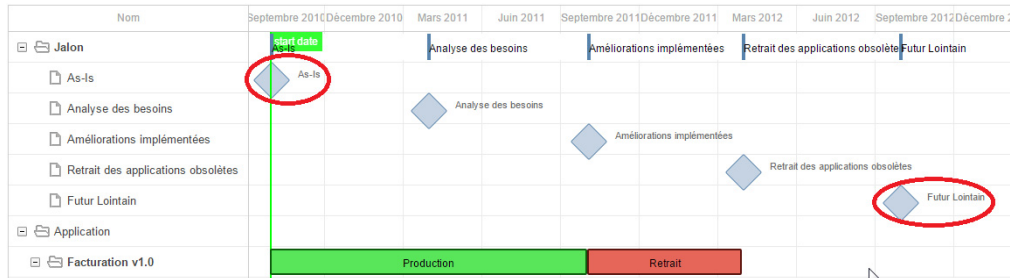 Nom Septembre 2010 Décembre 2010 Mars 2011 Juin 2011 Septembre 2011 Décembre 2011 Mars 2012 Juin 2012 Septembre 2012 Décembre 2
start date
Jalon As-Is Analyse des besoins Améliorations implémentées Retrait des applications obsolète Futur Lointain
As-Is As-Is
Analyse des besoins Analyse des besoins
Améliorations implémentées Améliorations implémentées
Retrait des applications obsolètes Retrait des applications obsolètes
Futur Lointain Futur Lointain
Application
Facturation v1.0 Production Retrait